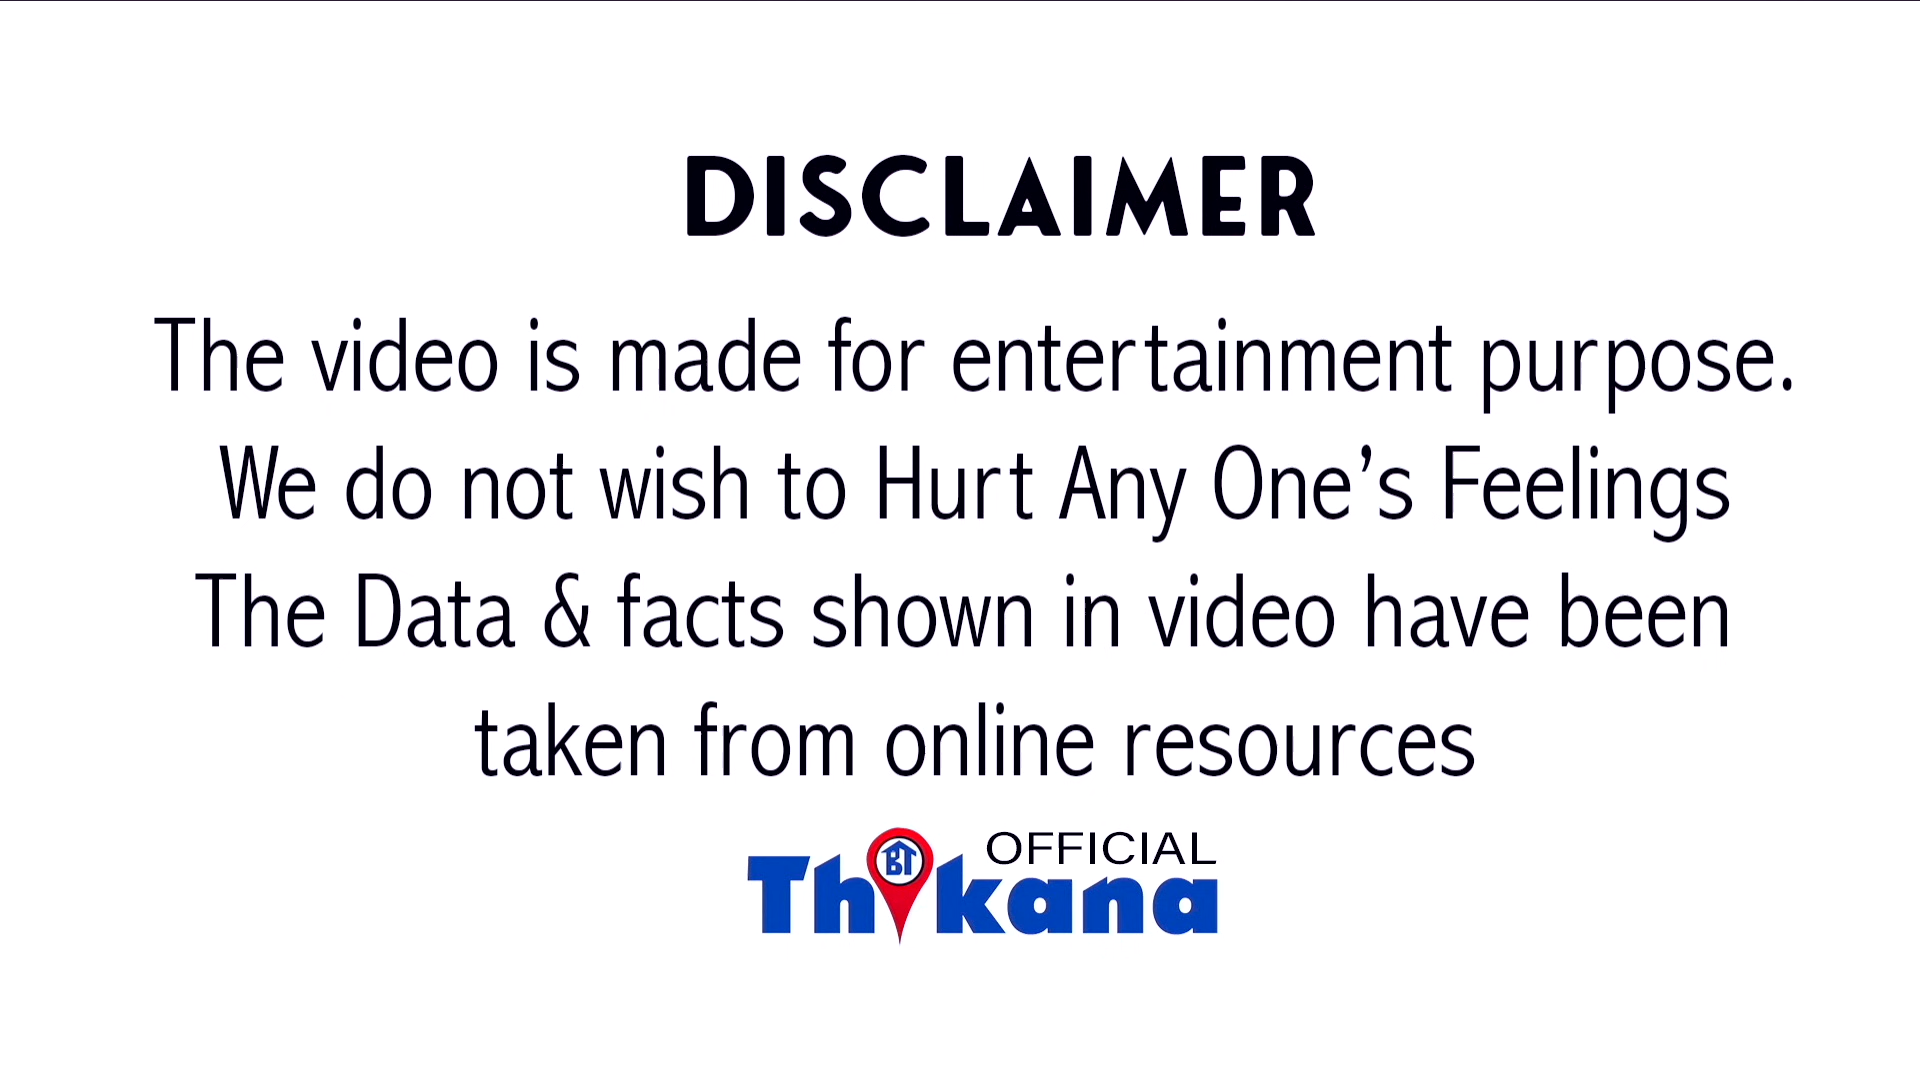 DISCLAIMER
The video is made for entertainment purpose.
We do not wish to Hurt Any One’s Feelings
The Data & facts shown in video have been
taken from online resources
OFFICIAL
BT
Thikana